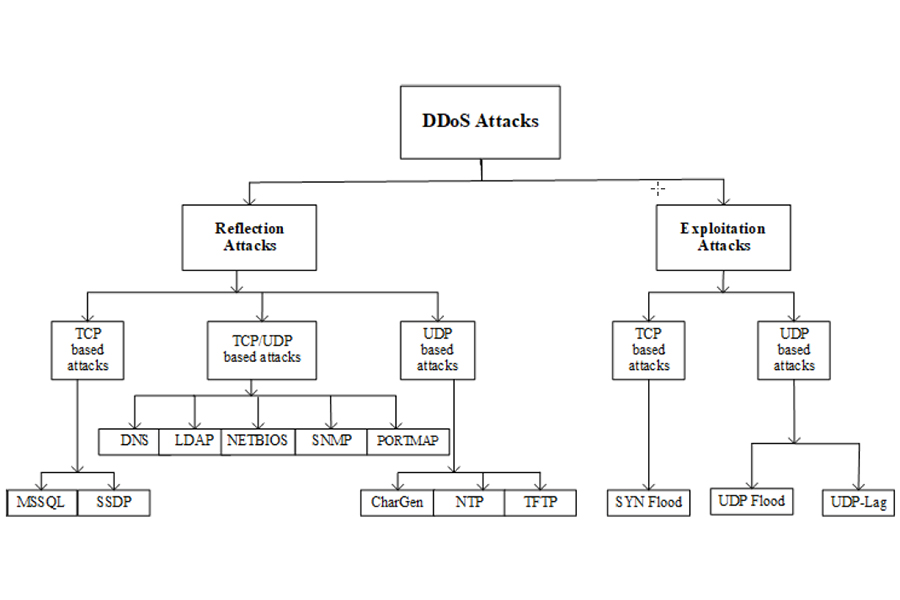 DDoS Attacks
Reflection
Attacks
Exploitation
Attacks
TCP
based
attacks
TCP/UDP
based attacks
UDP
based
attacks
TCP
based
attacks
UDP
based
attacks
DNS
LDAP
NETBIOS
SNMP
PORTMAP
MSSQL
SSDP
CharGen
NTP
TFTP
SYN Flood
UDP Flood
UDP-Lag